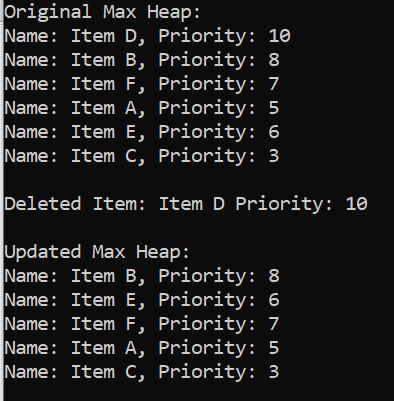 Original Max Heap:
Name: Item D, Priority: 10
Name: Item B, Priority: 8
Name: Item F, Priority: 7
Name: Item A, Priority: 5
Name: Item E, Priority: 6
Name: Item C, Priority: 3
Deleted Item: Item D Priority: 10
Updated Max Heap:
Name: Item B, Priority: 8
Name: Item E, Priority: 6
Name: Item F, Priority: 7
Name: Item A, Priority: 5
Name: Item C, Priority: 3